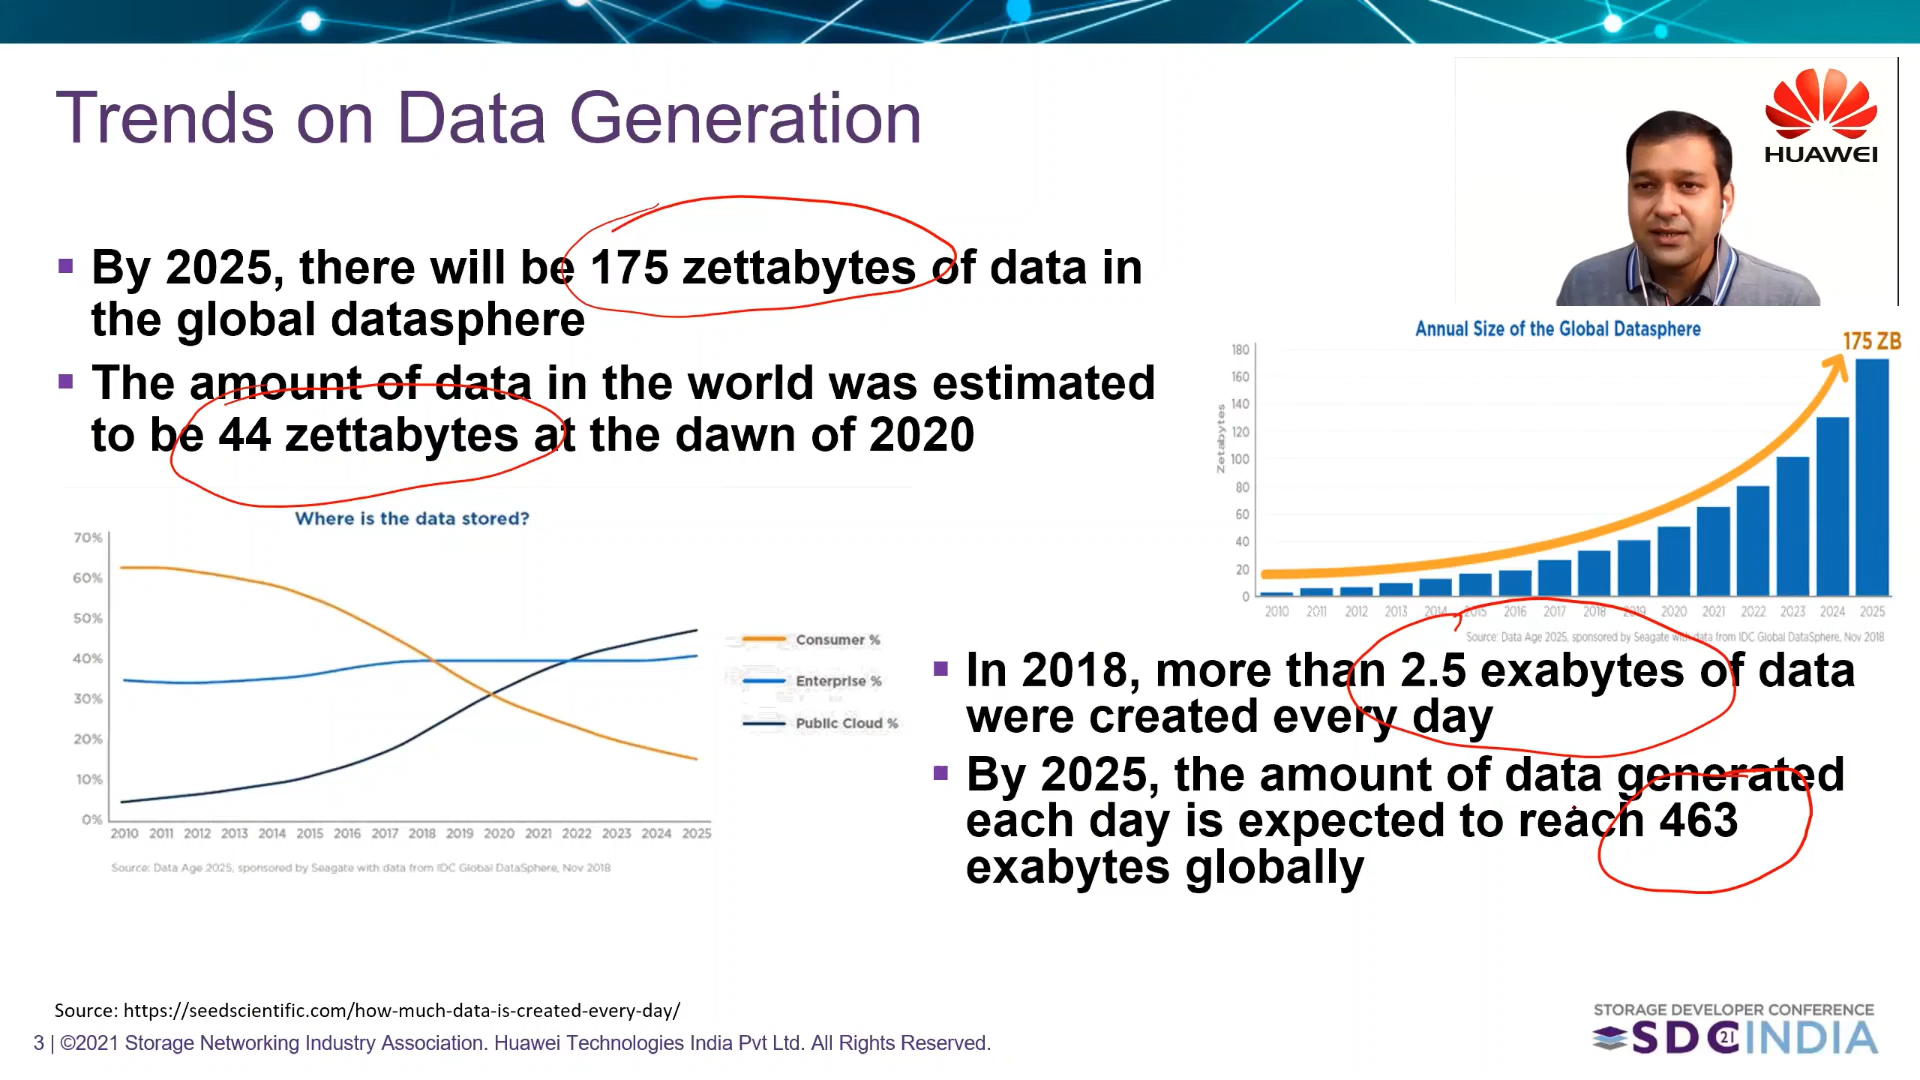 Trends on Data Generation
HUAWEI
By 2025, there will be 175 zettabytes of data in
the global datasphere
The amount of data in the world was estimated
to be 44 zettabytes at the dawn of 2020
Annual Size of the Global Datasphere
175 ZB
Zetabytes
180
160
140
120
100
80
60
40
20
0
2010 2011 2012 2013 2014 2015 2016 2017 2018 2019 2020 2021 2022 2023 2024 2025
Source: Data Age 2025, sponsored by Seagate with data from IDC Global DataSphere, Nov 2018
Where is the data stored?
70%
60%
50%
40%
30%
20%
10%
0%
2010 2011 2012 2013 2014 2015 2016 2017 2018 2019 2020 2021 2022 2023 2024 2025
Consumer %
Enterprise %
Public Cloud %
Source: Data Age 2025, sponsored by Seagate with data from IDC Global DataSphere, Nov 2018
In 2018, more than 2.5 exabytes of data
were created every day
By 2025, the amount of data generated
each day is expected to reach 463
exabytes globally
Source: https://seedscientific.com/how-much-data-is-created-every-day/
3 | ©2021 Storage Networking Industry Association. Huawei Technologies India Pvt Ltd. All Rights Reserved.
STORAGE DEVELOPER CONFERENCE
SDC 21 INDIA